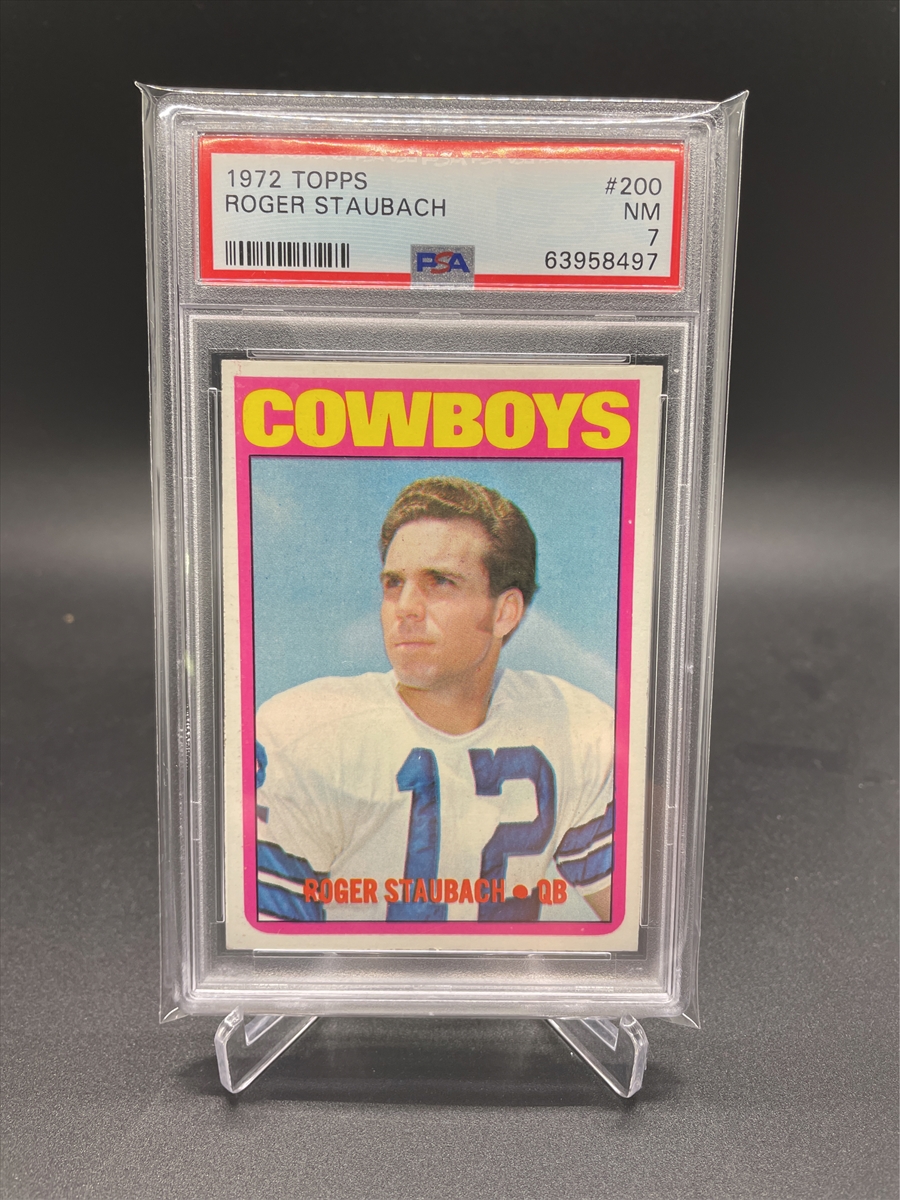 1972 TOPPS
#200
ROGER STAUBACH
NM
7
PSA
63958497
COWBOYS
12
ROGER STAUBACH • QB